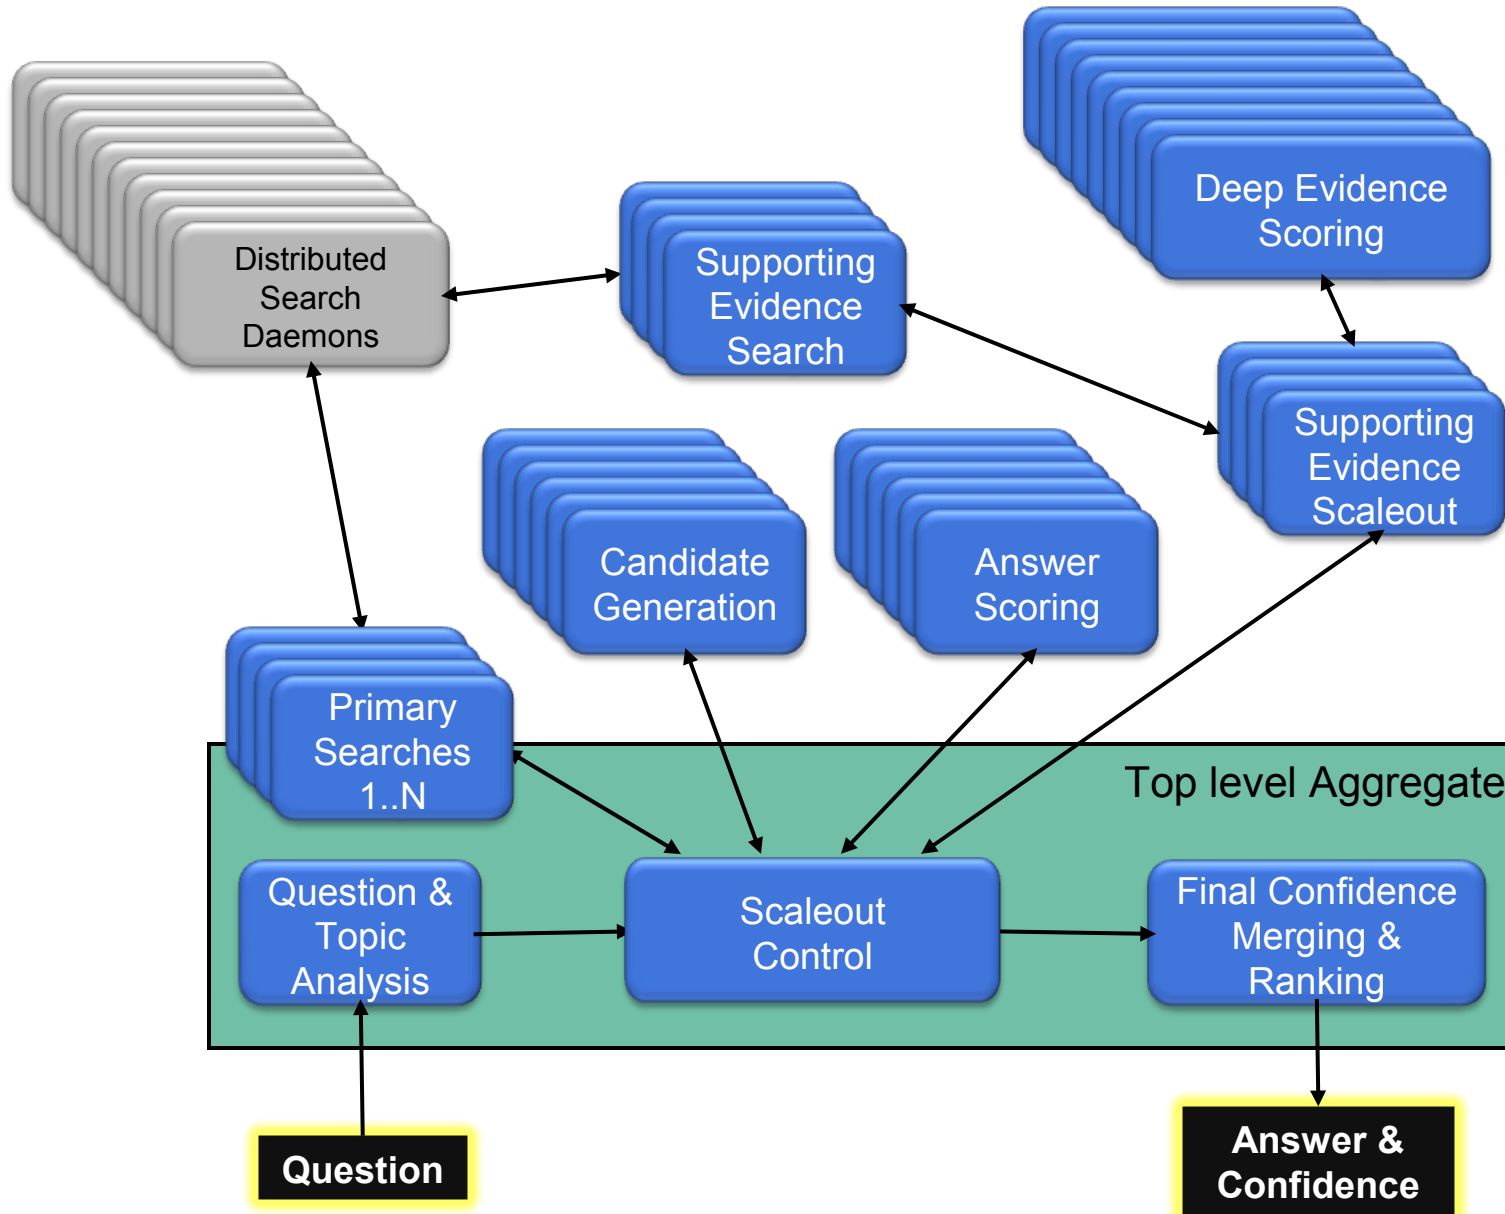 Deep Evidence
Scoring
Distributed
Search
Daemons
Supporting
Evidence
Search
Supporting
Evidence
Scaleout
Candidate
Generation
Answer
Scoring
Primary
Searches
1..N
Top level Aggregate
Question &
Topic
Analysis
Scaleout
Control
Final Confidence
Merging &
Ranking
Question
Answer &
Confidence